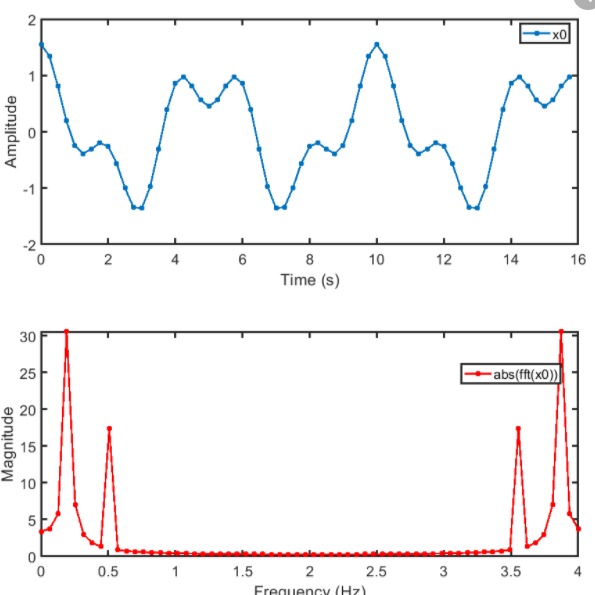 2
1
0
-1
-2
Amplitude
x0
0 2 4 6 8 10 12 14 16
Time (s)
30
25
20
15
10
5
0
Magnitude
abs(fft(x0))
0 0.5 1 1.5 2 2.5 3 3.5 4
Frequency (Hz)